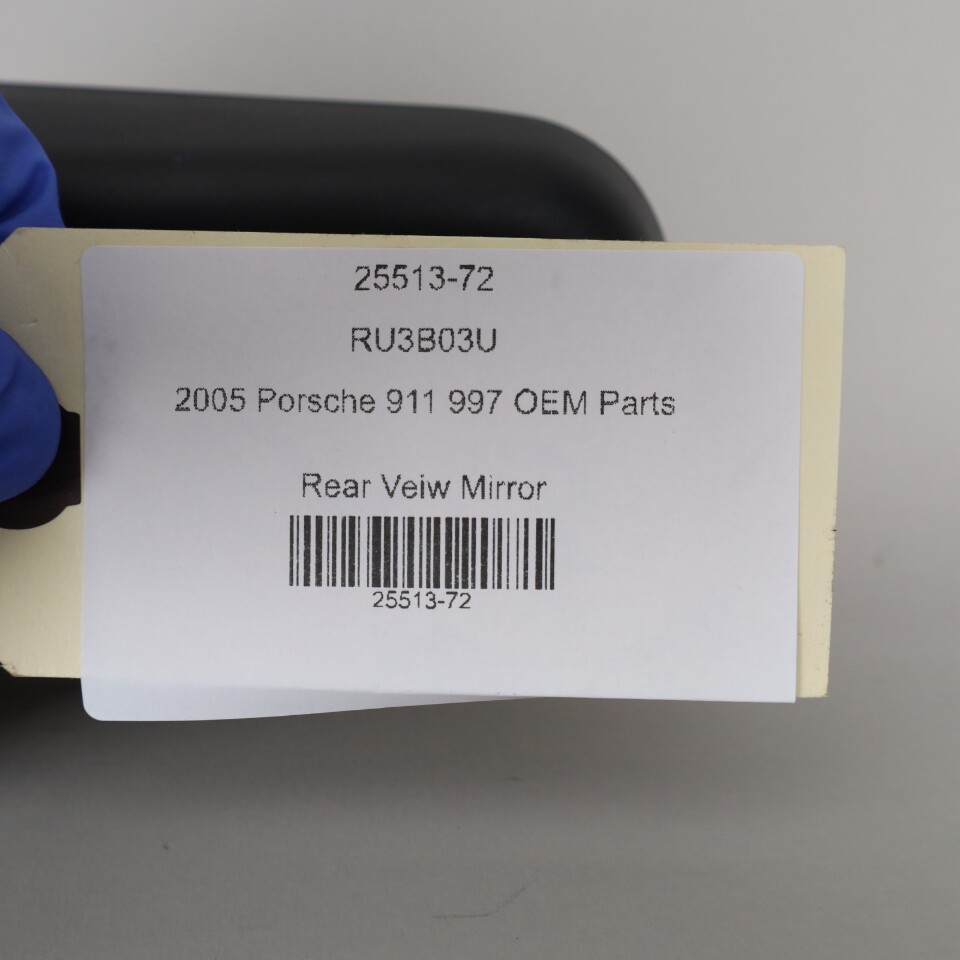 25513-72
RU3B03U
2005 Porsche 911 997 OEM Parts
Rear Veiw Mirror
25513-72